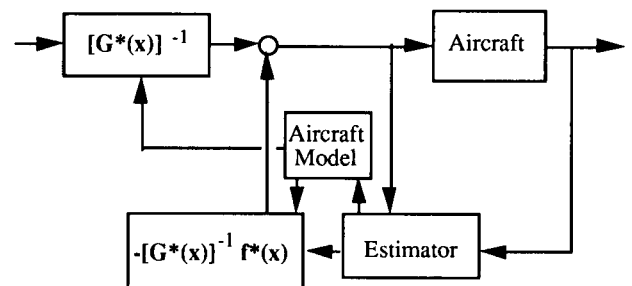 [G*(x)] -1
Aircraft
Aircraft
Model
-[G*(x)]-1 f*(x)
Estimator